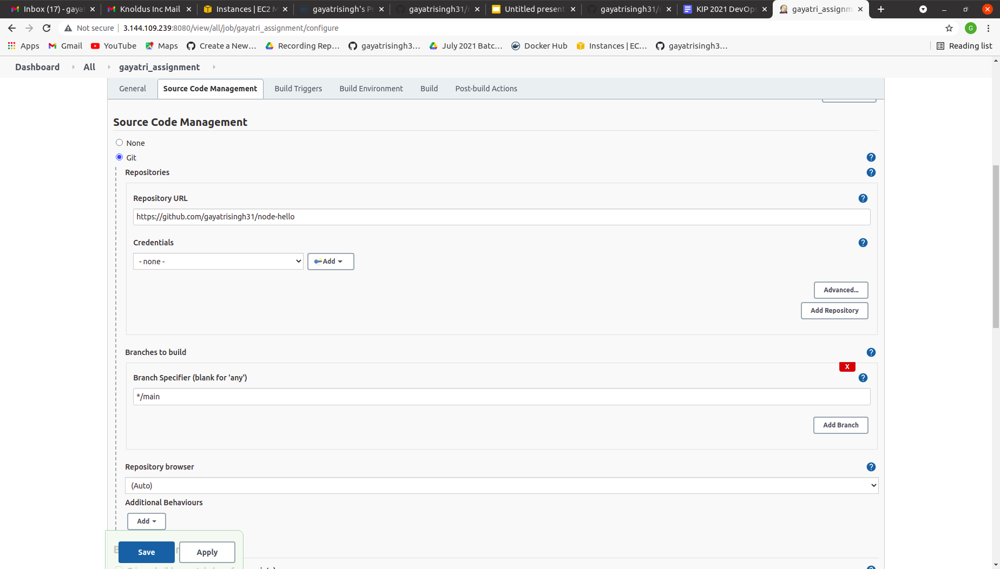 Inbox (17) - gaya
Knoldus Inc Mail
Instances | EC2 M
gayatrisingh's Pr
gayatrisingh31/
Untitled present
gayatrisingh31/
KIP 2021 DevOps
gayatri_assignm
Not secure
3.144.109.239:8080/view/all/job/gayatri_assignment/configure
G
Apps
Gmail
YouTube
Maps
Create a New...
Recording Rep...
gayatrisingh3...
July 2021 Batc...
Docker Hub
Instances | EC...
gayatrisingh3...
Reading list
Dashboard
All
gayatri_assignment
General
Source Code Management
Build Triggers
Build Environment
Build
Post-build Actions
Source Code Management
None
Git
?
Repositories
?
Repository URL
?
https://github.com/gayatrisingh31/node-hello
Credentials
?
- none -
Add
Advanced...
Add Repository
Branches to build
?
X
Branch Specifier (blank for 'any')
?
*/main
Add Branch
Repository browser
?
(Auto)
Additional Behaviours
Add
Save
Apply